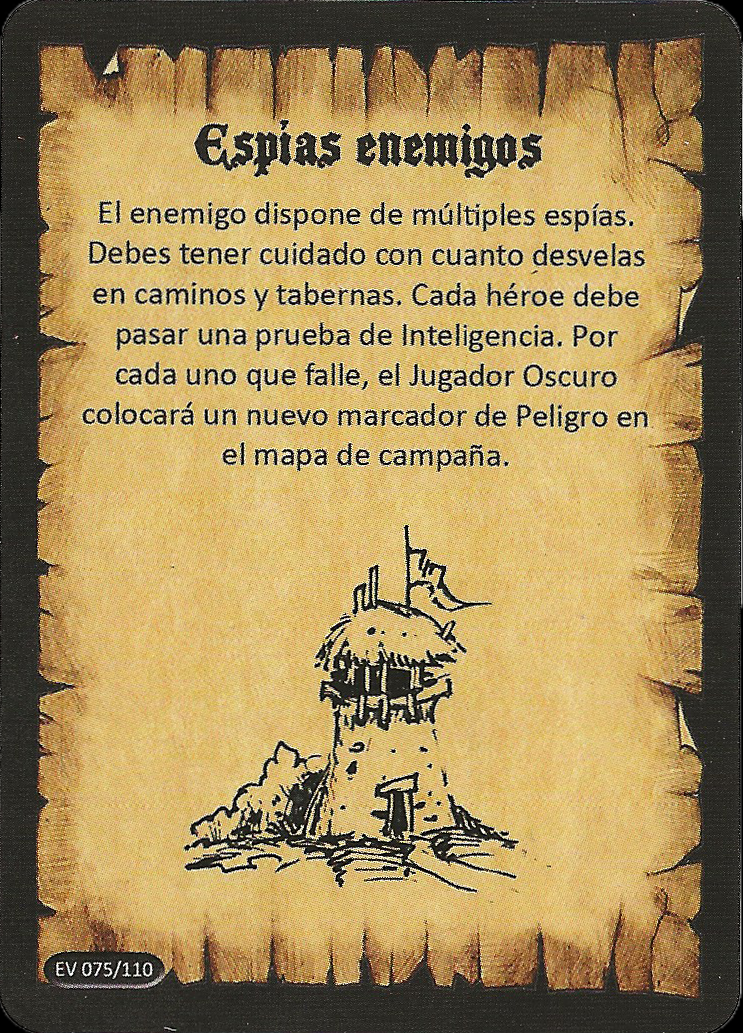 Espías enemigos
El enemigo dispone de múltiples espías.
Debes tener cuidado con cuanto desvelas
en caminos y tabernas. Cada héroe debe
pasar una prueba de Inteligencia. Por
cada uno que falle, el Jugador Oscuro
colocará un nuevo marcador de Peligro en
el mapa de campaña.
EV 075/110